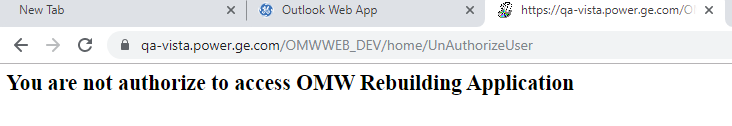 New Tab
Outlook Web App
https://qa-vista.power.ge.com/O
qa-vista.power.ge.com/OMWWEB_DEV/home/UnAuthorizeUser
You are not authorize to access OMW Rebuilding Application